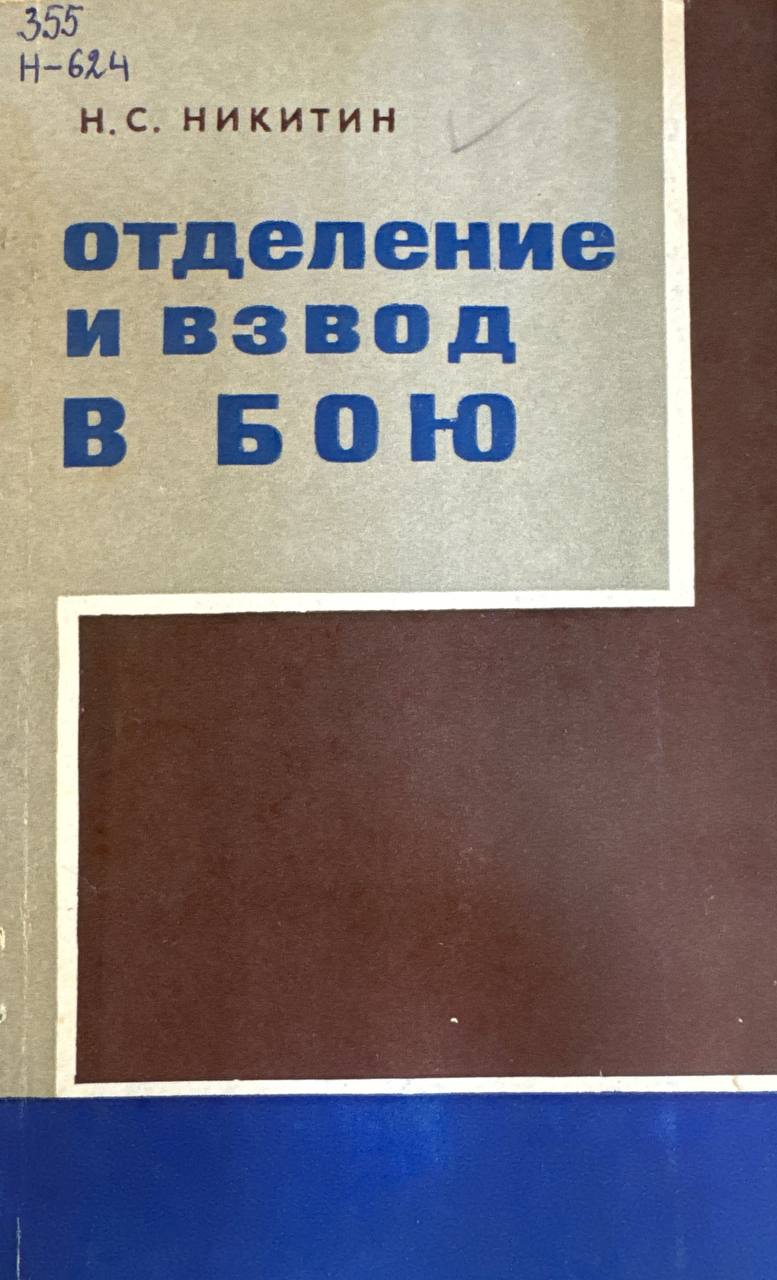 355
Н-624
Н. С. НИКИТИН
отделение
и взвод
в бою